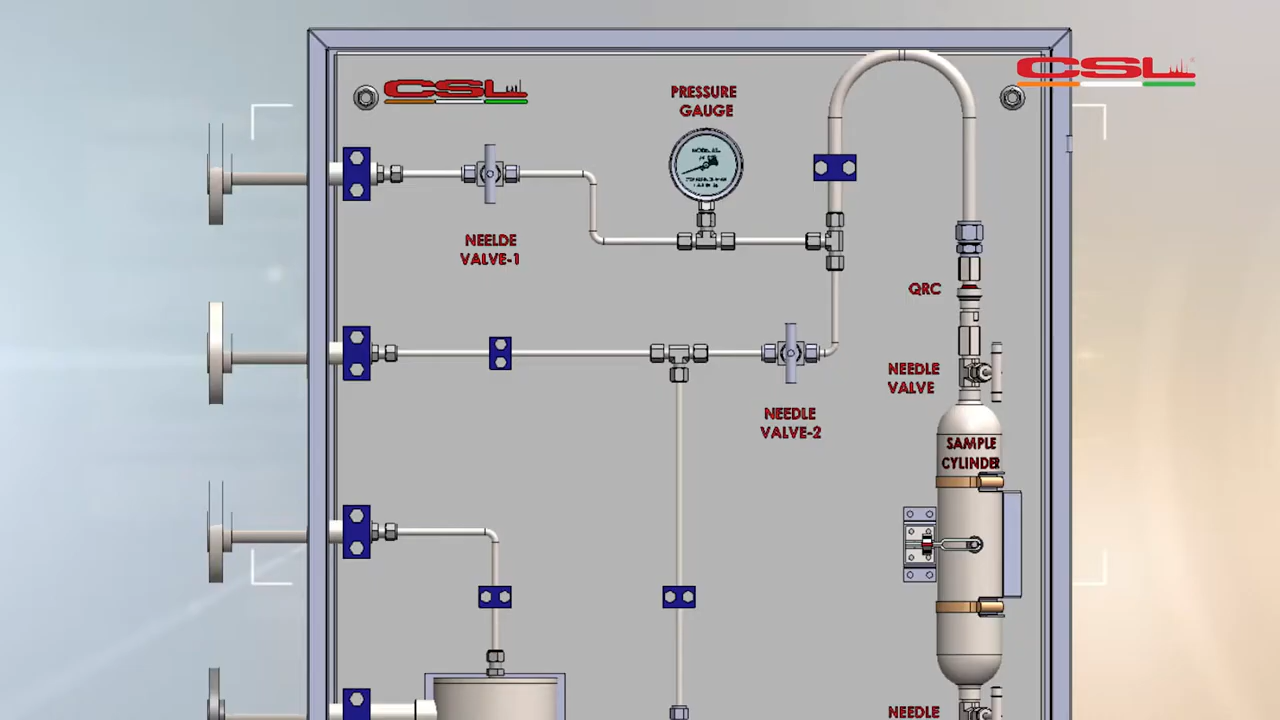 CSL
CSL
PRESSURE
GAUGE
NEELDE
VALVE-1
QRC
NEEDLE
VALVE
NEEDLE
VALVE-2
SAMPLE
CYLINDER
NEEDLE